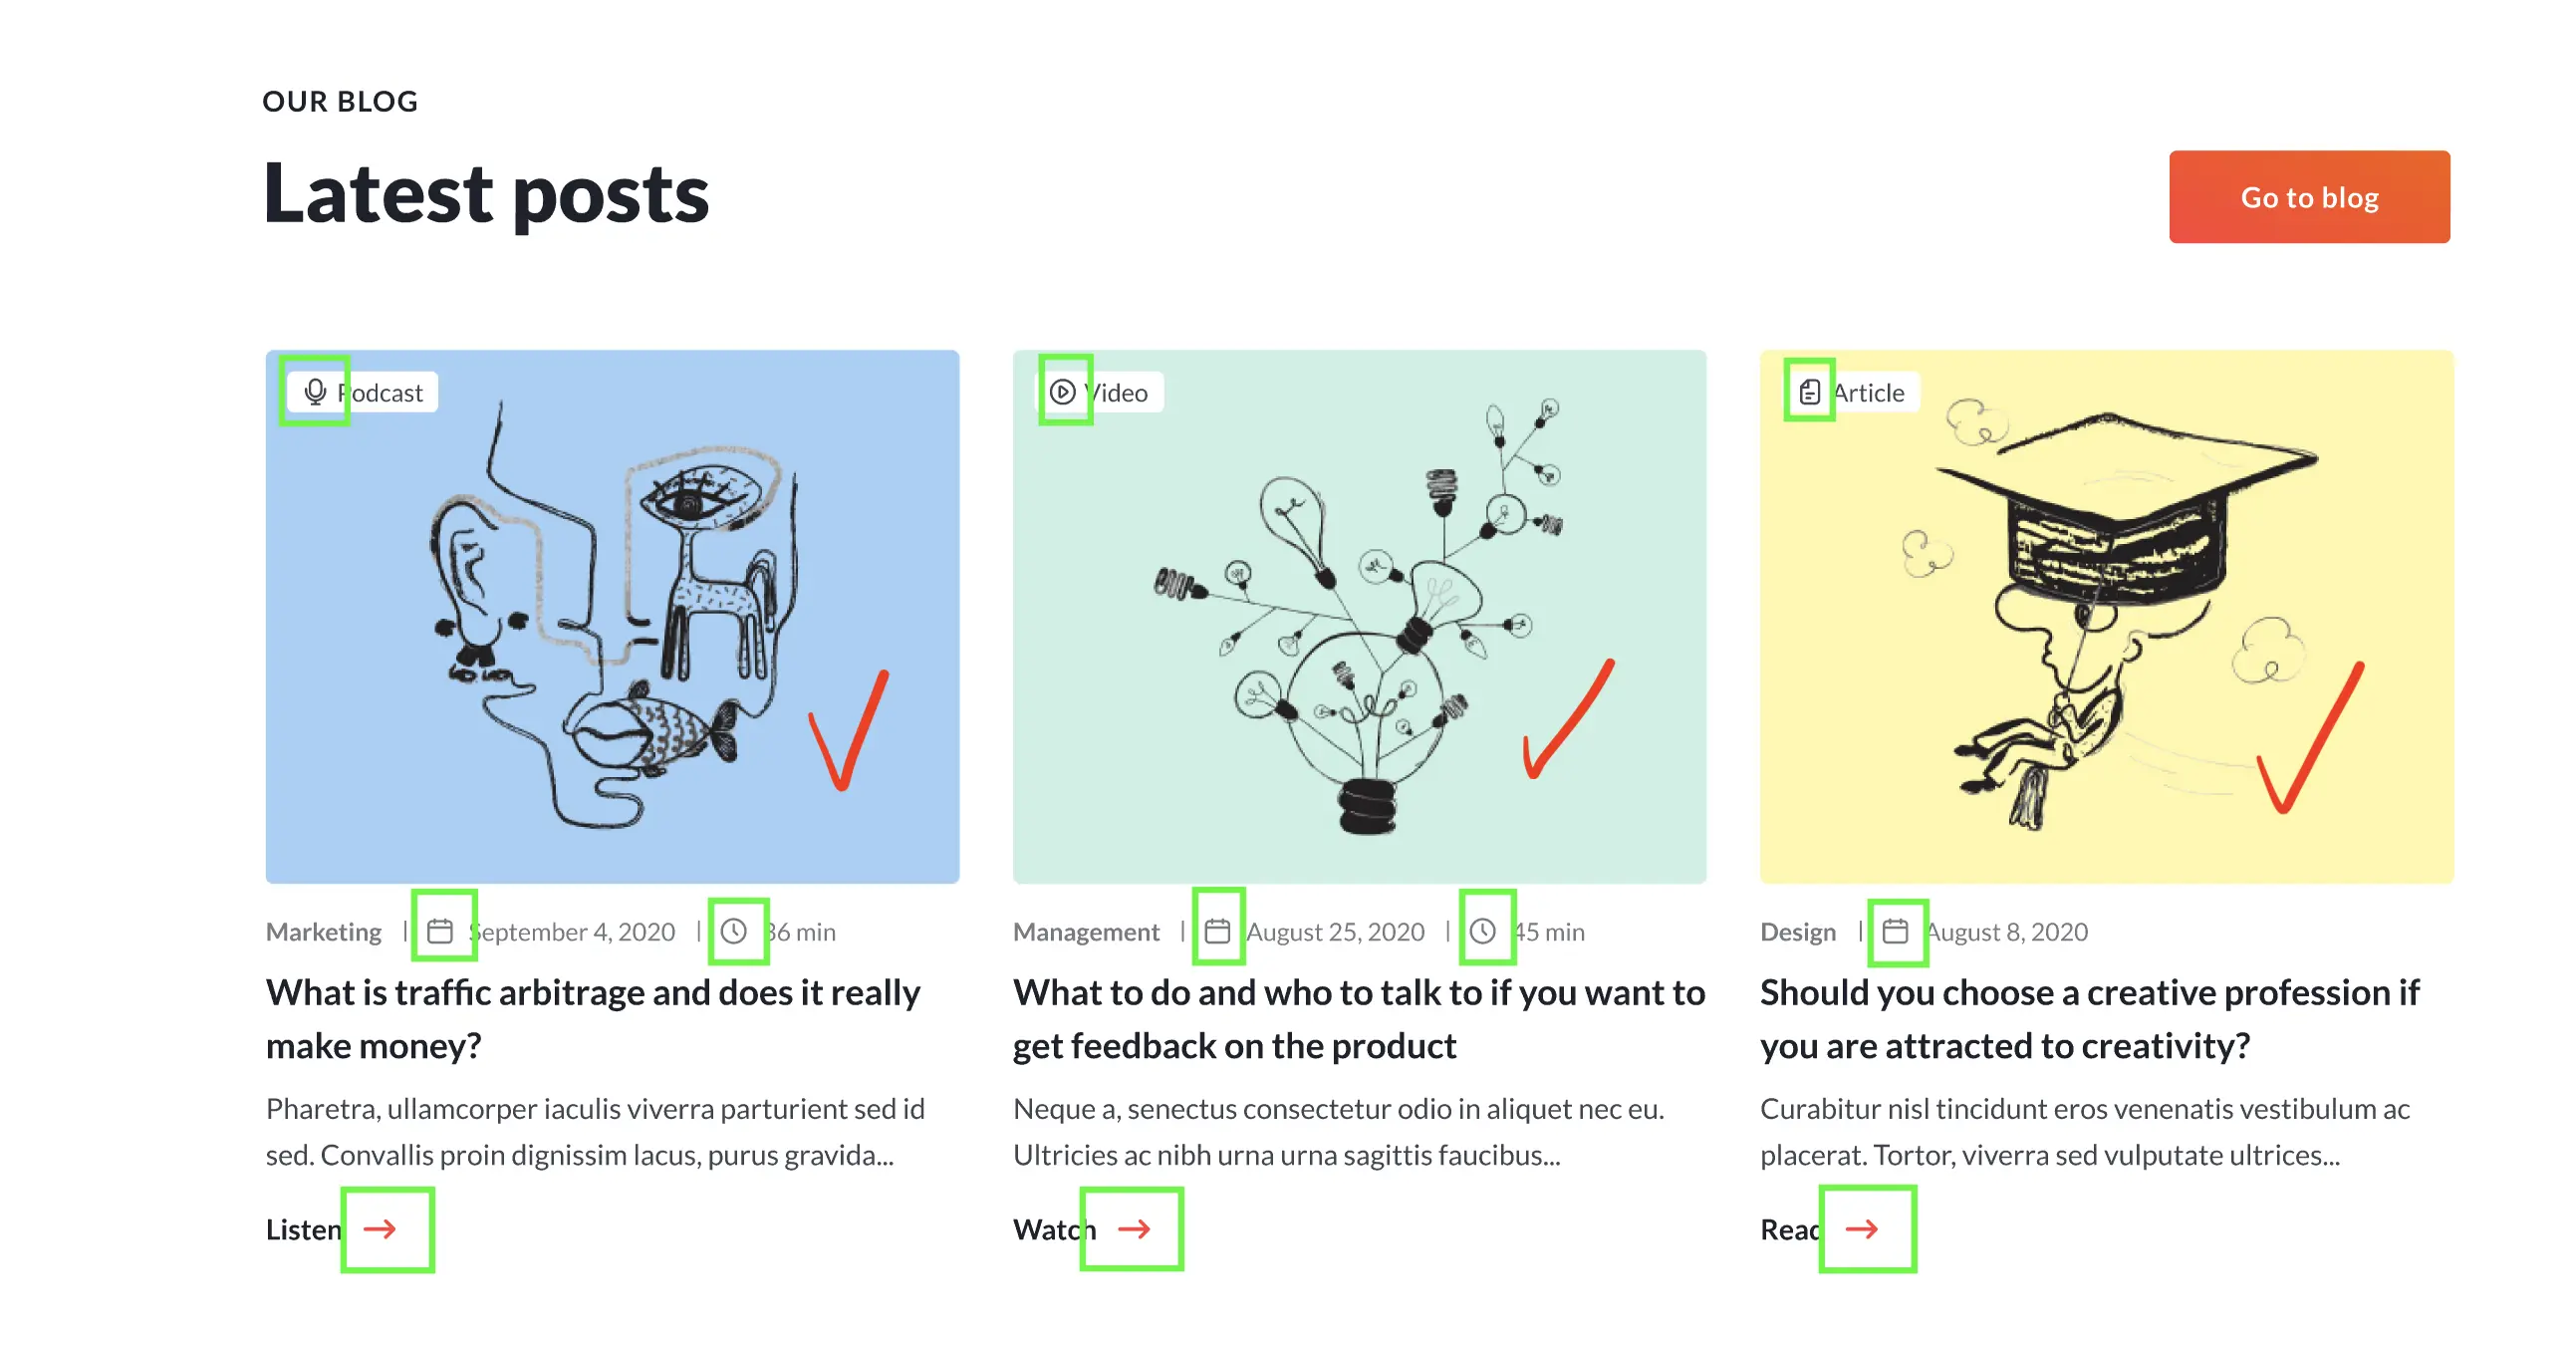 OUR BLOG
Latest posts
Go to blog
Podcast
Marketing | September 4, 2020 | 36 min
What is traffic arbitrage and does it really
make money?
Pharetra, ullamcorper iaculis viverra parturient sed id
sed. Convallis proin dignissim lacus, purus gravida...
Listen →
Video
Management | August 25, 2020 | 45 min
What to do and who to talk to if you want to
get feedback on the product
Neque a, senectus consectetur odio in aliquet nec eu.
Ultricies ac nibh urna urna sagittis faucibus...
Watch →
Article
Design | August 8, 2020
Should you choose a creative profession if
you are attracted to creativity?
Curabitur nisl tincidunt eros venenatis vestibulum ac
placerat. Tortor, viverra sed vulputate ultrices...
Read →